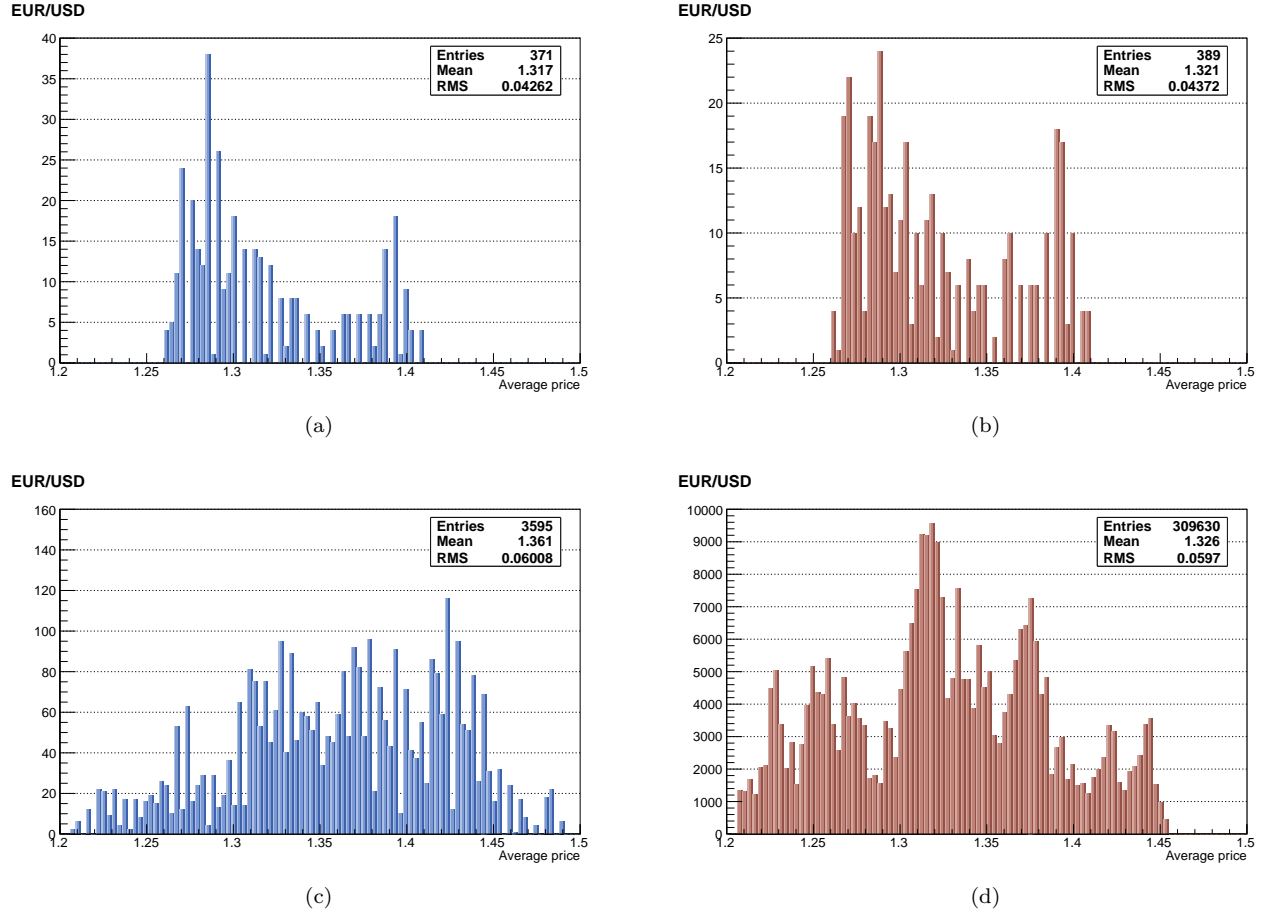 EUR/USD
40
35
30
25
20
15
10
5
0
1.2 1.25 1.3 1.35 1.4 1.45 1.5
Average price
Entries 371
Mean 1.317
RMS 0.04262
(a)
EUR/USD
25
20
15
10
5
0
1.2 1.25 1.3 1.35 1.4 1.45 1.5
Average price
Entries 389
Mean 1.321
RMS 0.04372
(b)
EUR/USD
160
140
120
100
80
60
40
20
0
1.2 1.25 1.3 1.35 1.4 1.45 1.5
Average price
Entries 3595
Mean 1.361
RMS 0.06008
(c)
EUR/USD
10000
9000
8000
7000
6000
5000
4000
3000
2000
1000
0
1.2 1.25 1.3 1.35 1.4 1.45 1.5
Average price
Entries 309630
Mean 1.326
RMS 0.0597
(d)